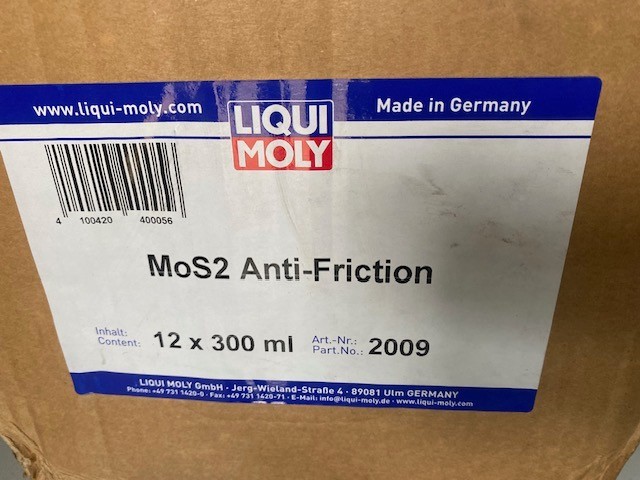 www.liqui-moly.com
LIQUI
MOLY
Made in Germany
4 100420 400056
MoS2 Anti-Friction
Inhalt:
Content:
12 x 300 ml
Art.-Nr.:
Part.No.:
2009
LIQUI MOLY GmbH · Jerg-Wieland-Straße 4 · 89081 Ulm GERMANY
Phone: +49 731 1420-0 · Fax: +49 731 1420-71 · E-Mail: info@liqui-moly.de · www.liqui-moly.com